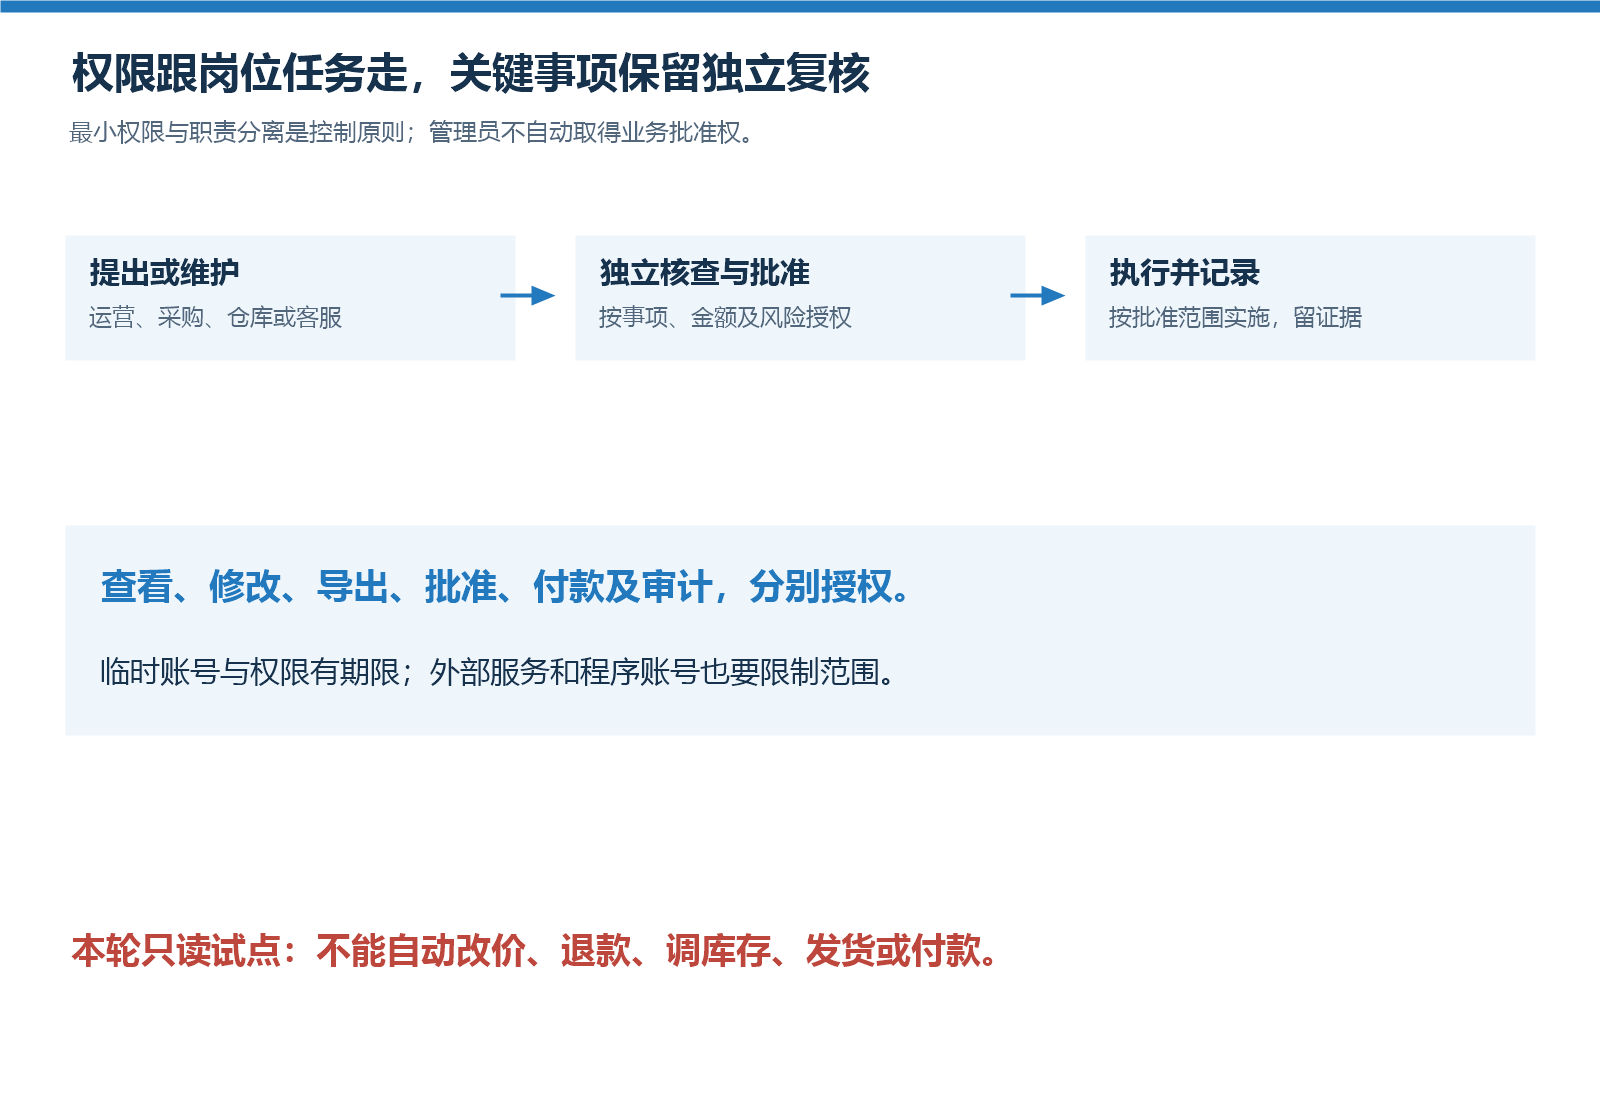 权限跟岗位任务走，关键事项保留独立复核
最小权限与职责分离是控制原则；管理员不自动取得业务批准权。
提出或维护
运营、采购、仓库或客服
独立核查与批准
按事项、金额及风险授权
执行并记录
按批准范围实施，留证据
查看、修改、导出、批准、付款及审计，分别授权。
临时账号与权限有期限；外部服务和程序账号也要限制范围。
本轮只读试点：不能自动改价、退款、调库存、发货或付款。